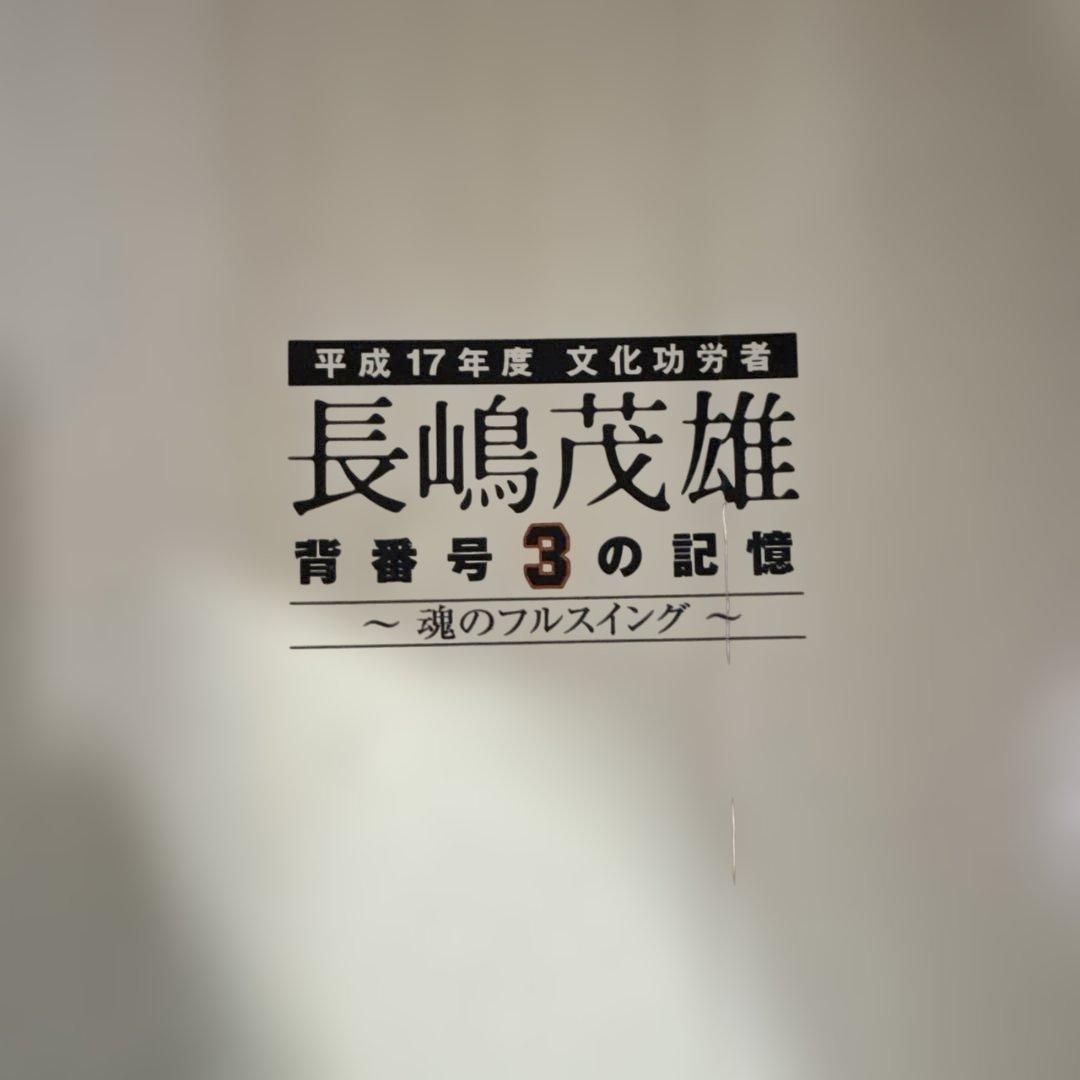 平成17年度 文化功労者
長嶋茂雄
背番号3の記憶
～ 魂のフルスイング ～